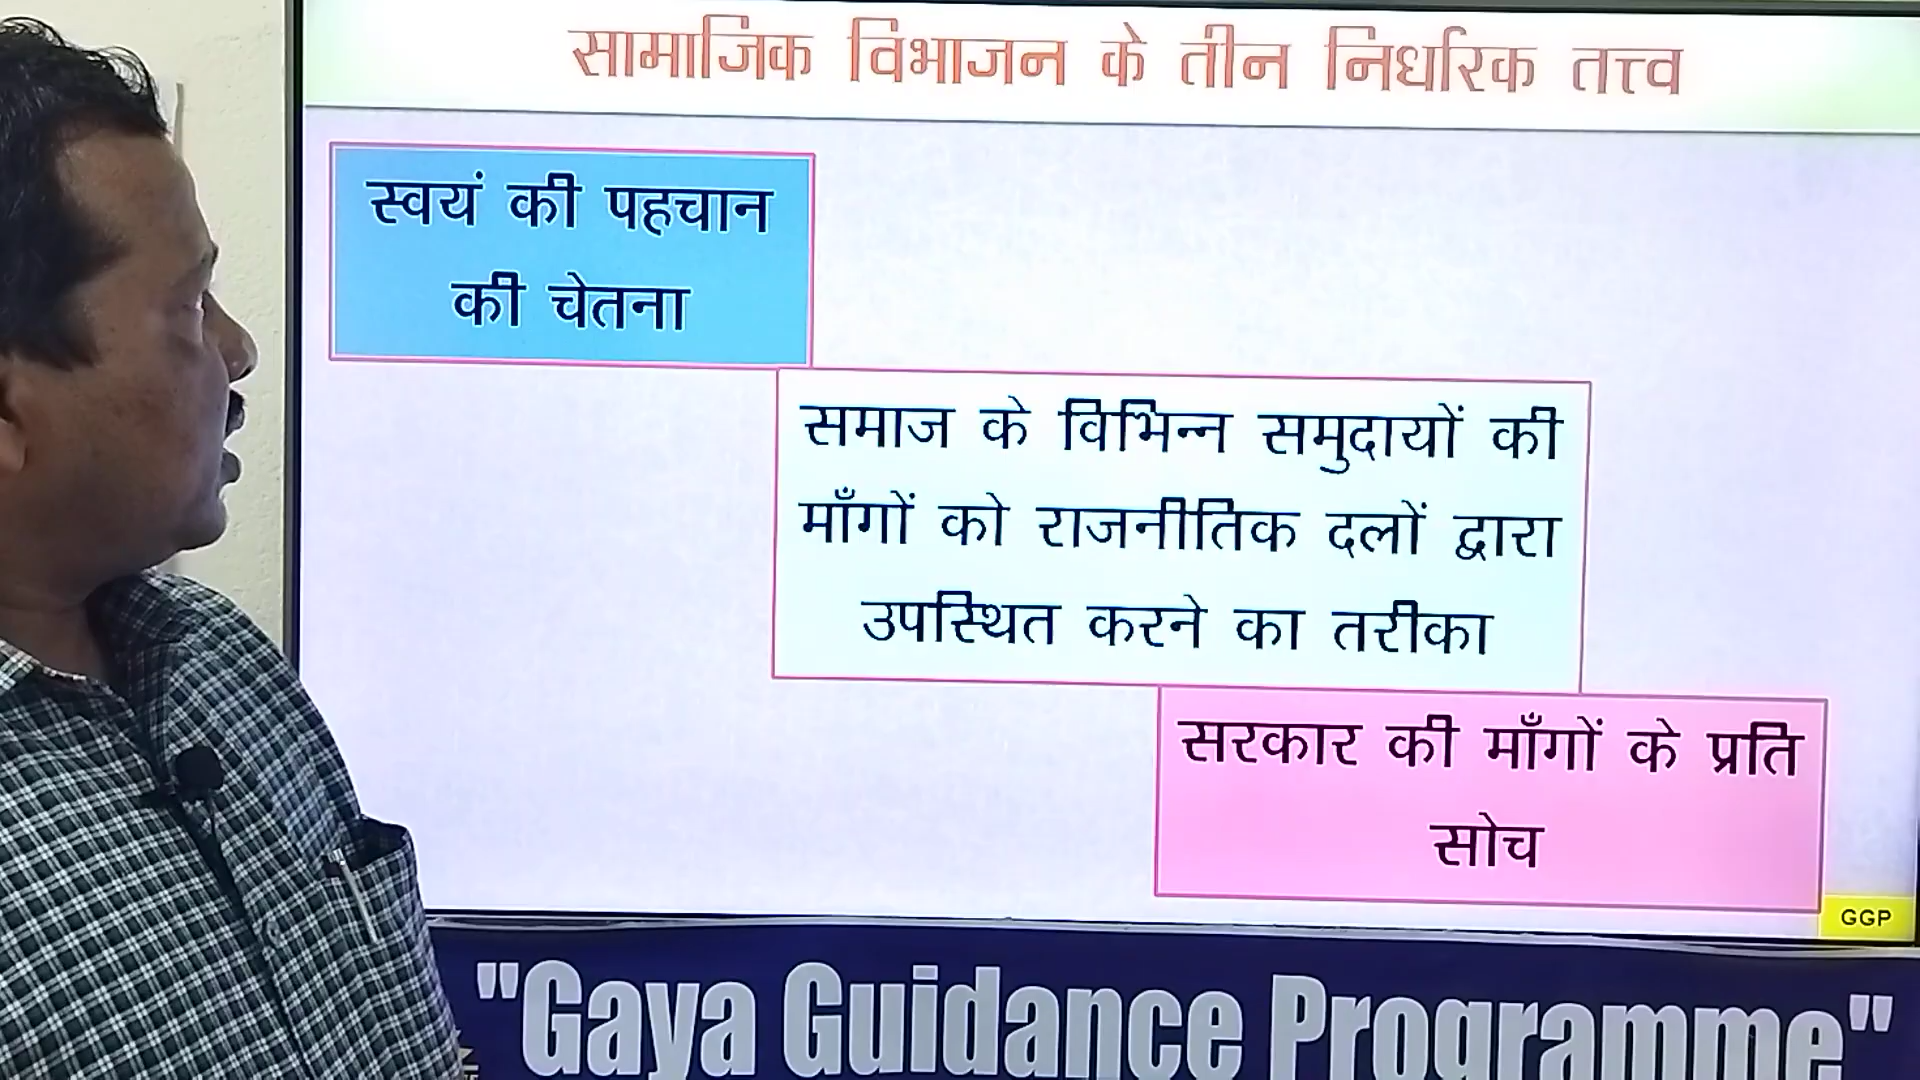 सामाजिक विभाजन के तीन निर्धारक तत्त्व
स्वयं की पहचान
की चेतना
समाज के विभिन्न समुदायों की
माँगों को राजनीतिक दलों द्वारा
उपस्थित करने का तरीका
सरकार की माँगों के प्रति
सोच
GGP
"Gaya Guidance Programme"